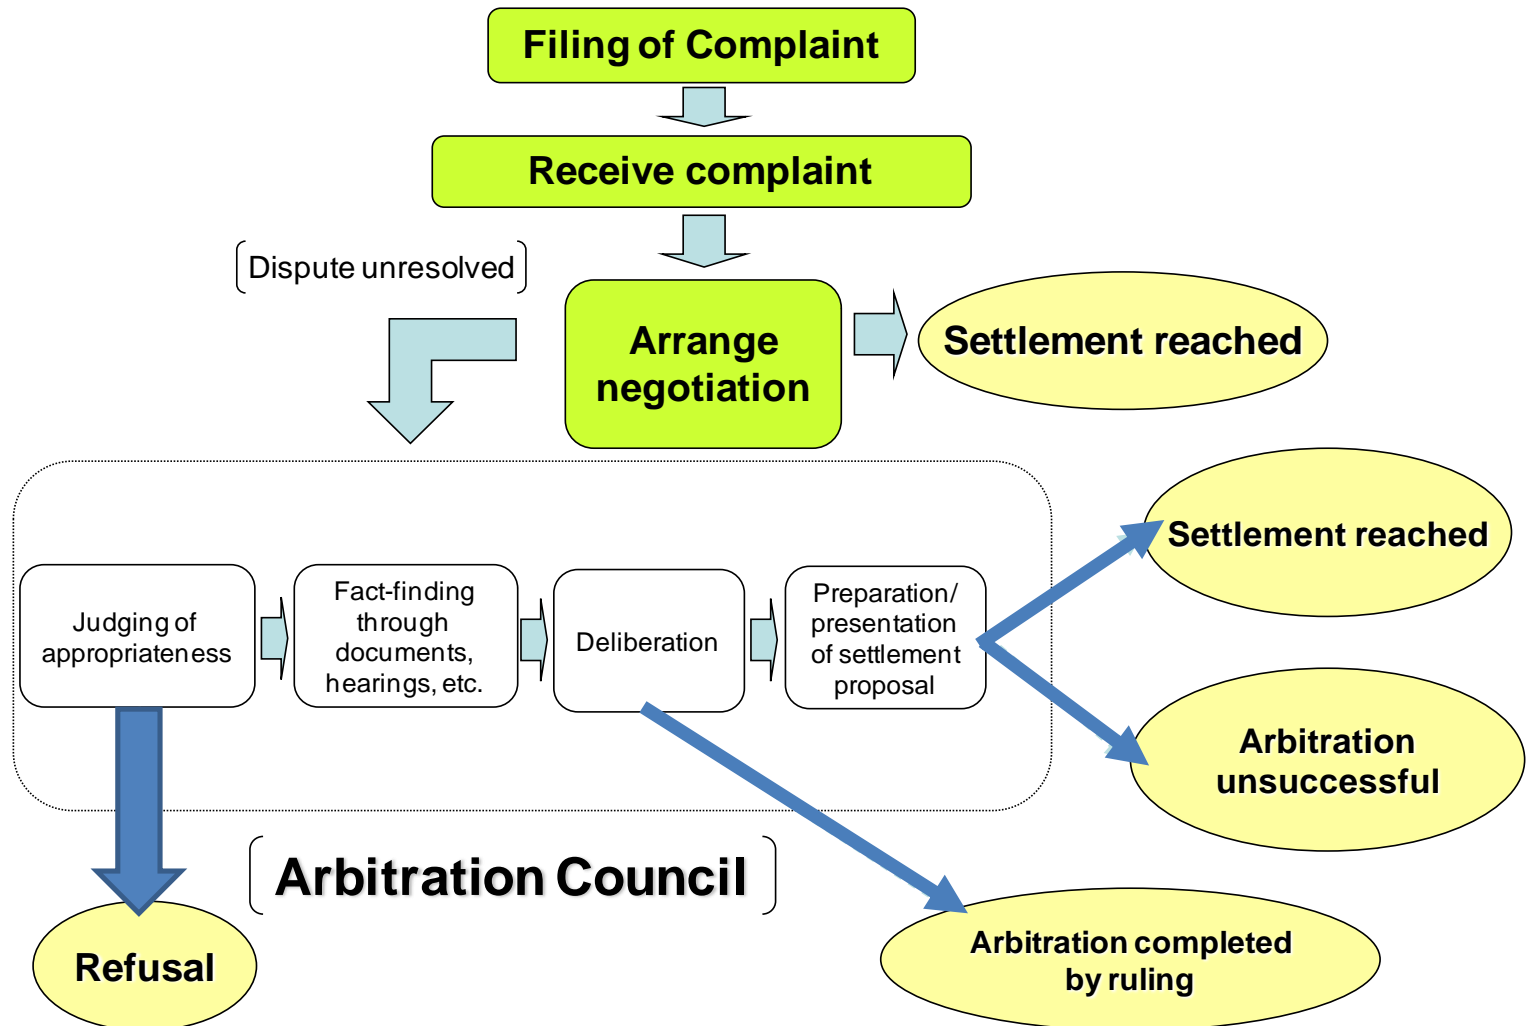 Filing of Complaint
Receive complaint
Dispute unresolved
Arrange
negotiation
Settlement reached
Judging of
appropriateness
Fact-finding
through
documents,
hearings, etc.
Deliberation
Preparation/
presentation
of settlement
proposal
Settlement reached
Arbitration
unsuccessful
Arbitration Council
Refusal
Arbitration completed
by ruling